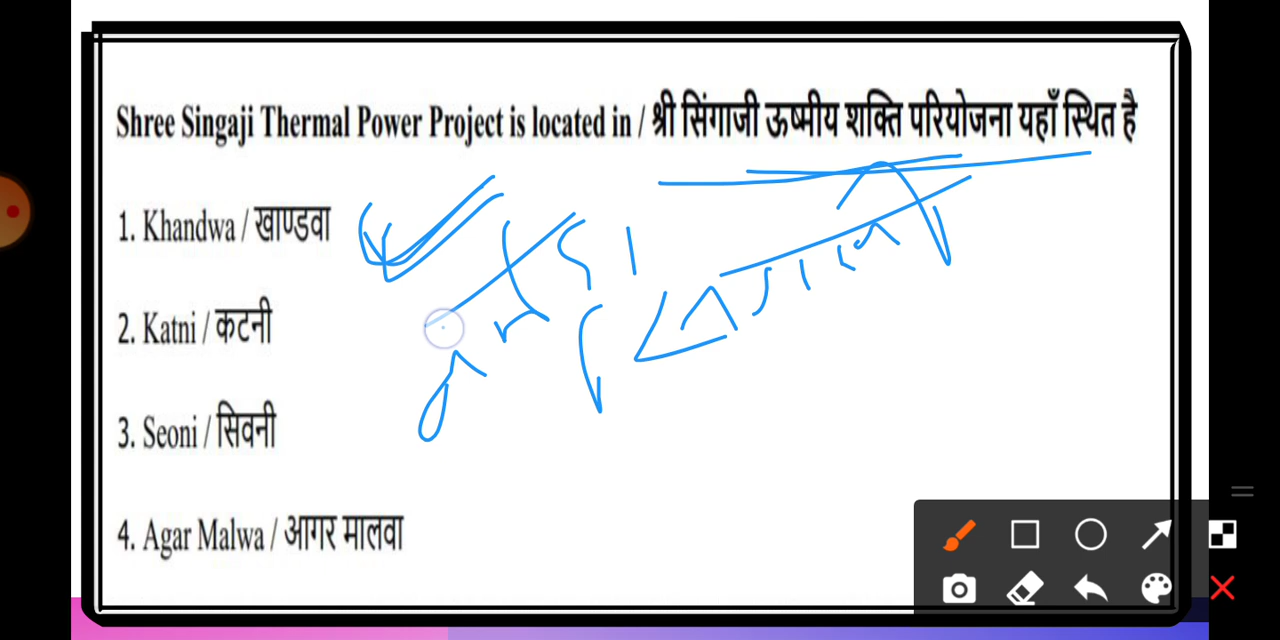 Shree Singaji Thermal Power Project is located in / श्री सिंगाजी ऊष्मीय शक्ति परियोजना यहाँ स्थित है
1. Khandwa / खाण्डवा
2. Katni / कटनी
3. Seoni / सिवनी
4. Agar Malwa / आगर मालवा